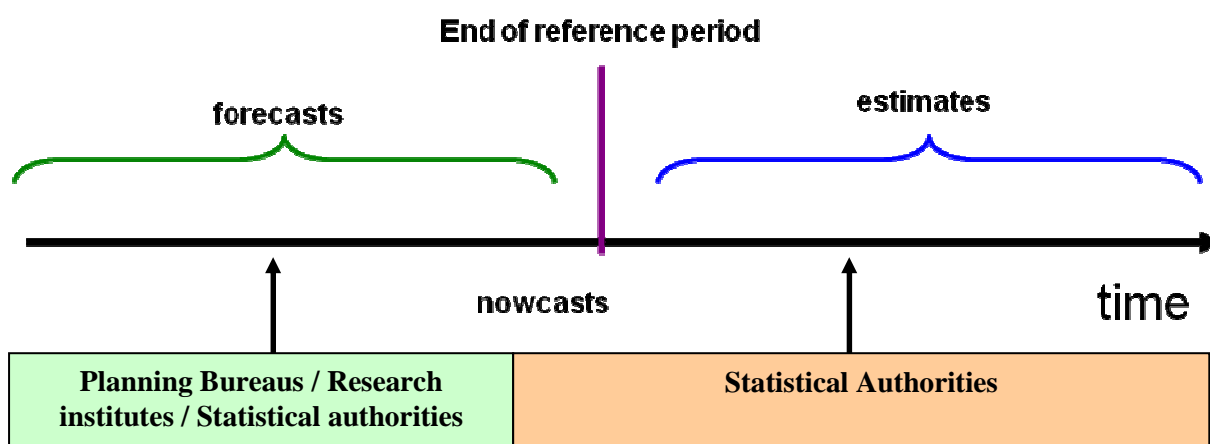 End of reference period
forecasts
estimates
nowcasts
time
Planning Bureaus / Research
institutes / Statistical authorities
Statistical Authorities